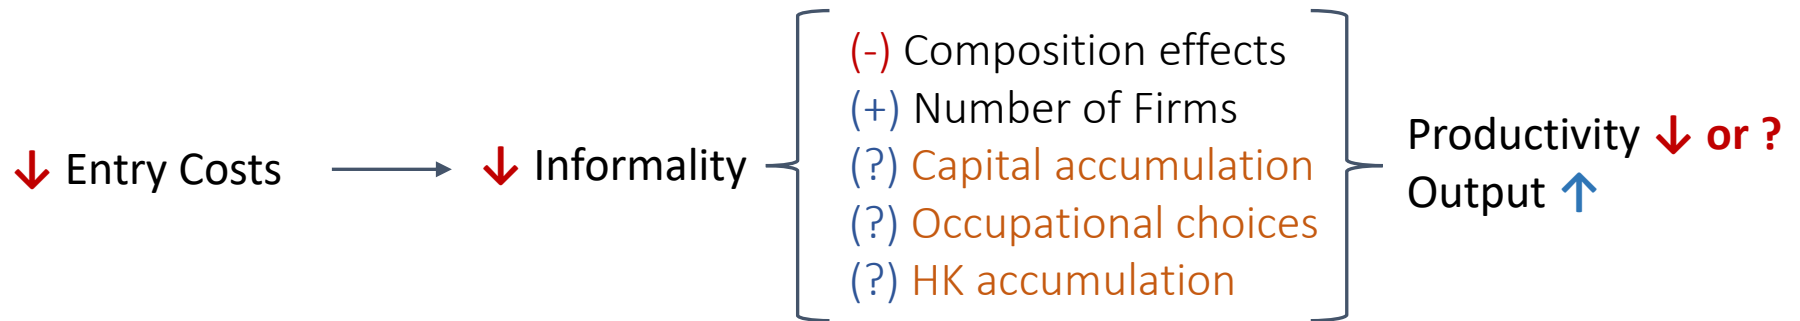 ↓ Entry Costs → ↓ Informality
(-) Composition effects
(+) Number of Firms
(?) Capital accumulation
(?) Occupational choices
(?) HK accumulation
Productivity ↓ or ?
Output ↑